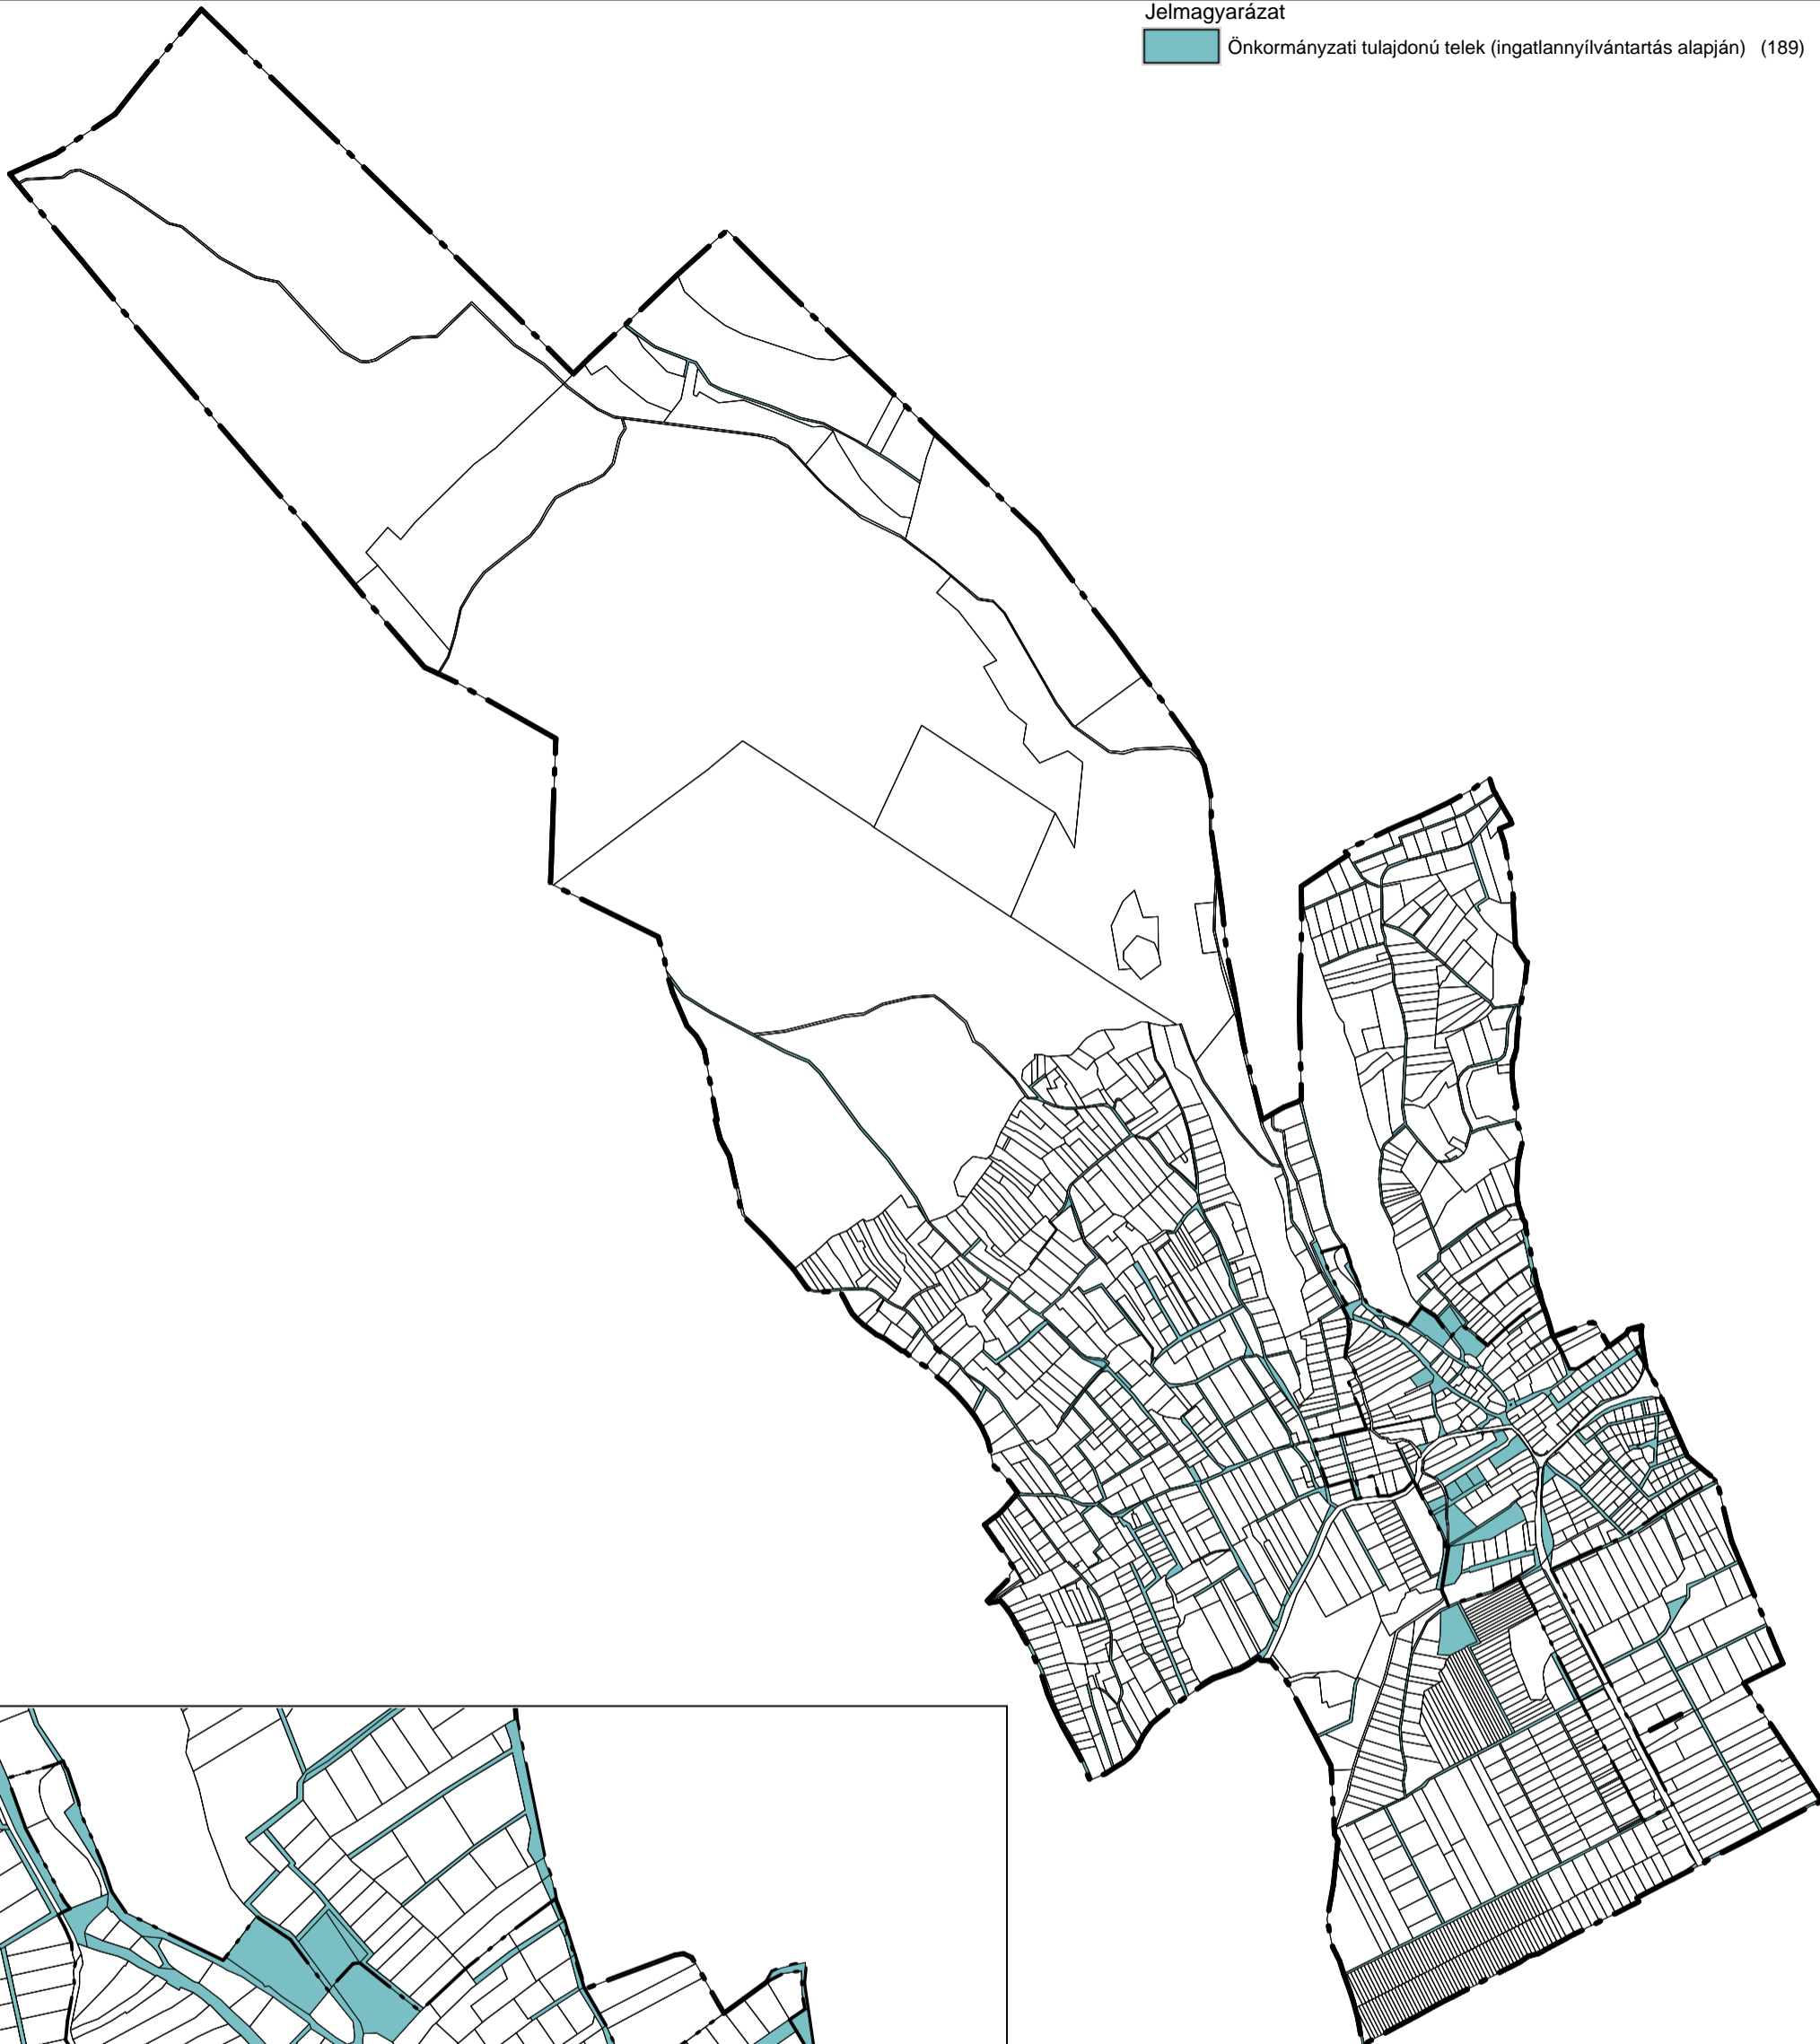 Jelmagyarázat
Önkormányzati tulajdonú telek (ingatlannyílvántartás alapján) (189)